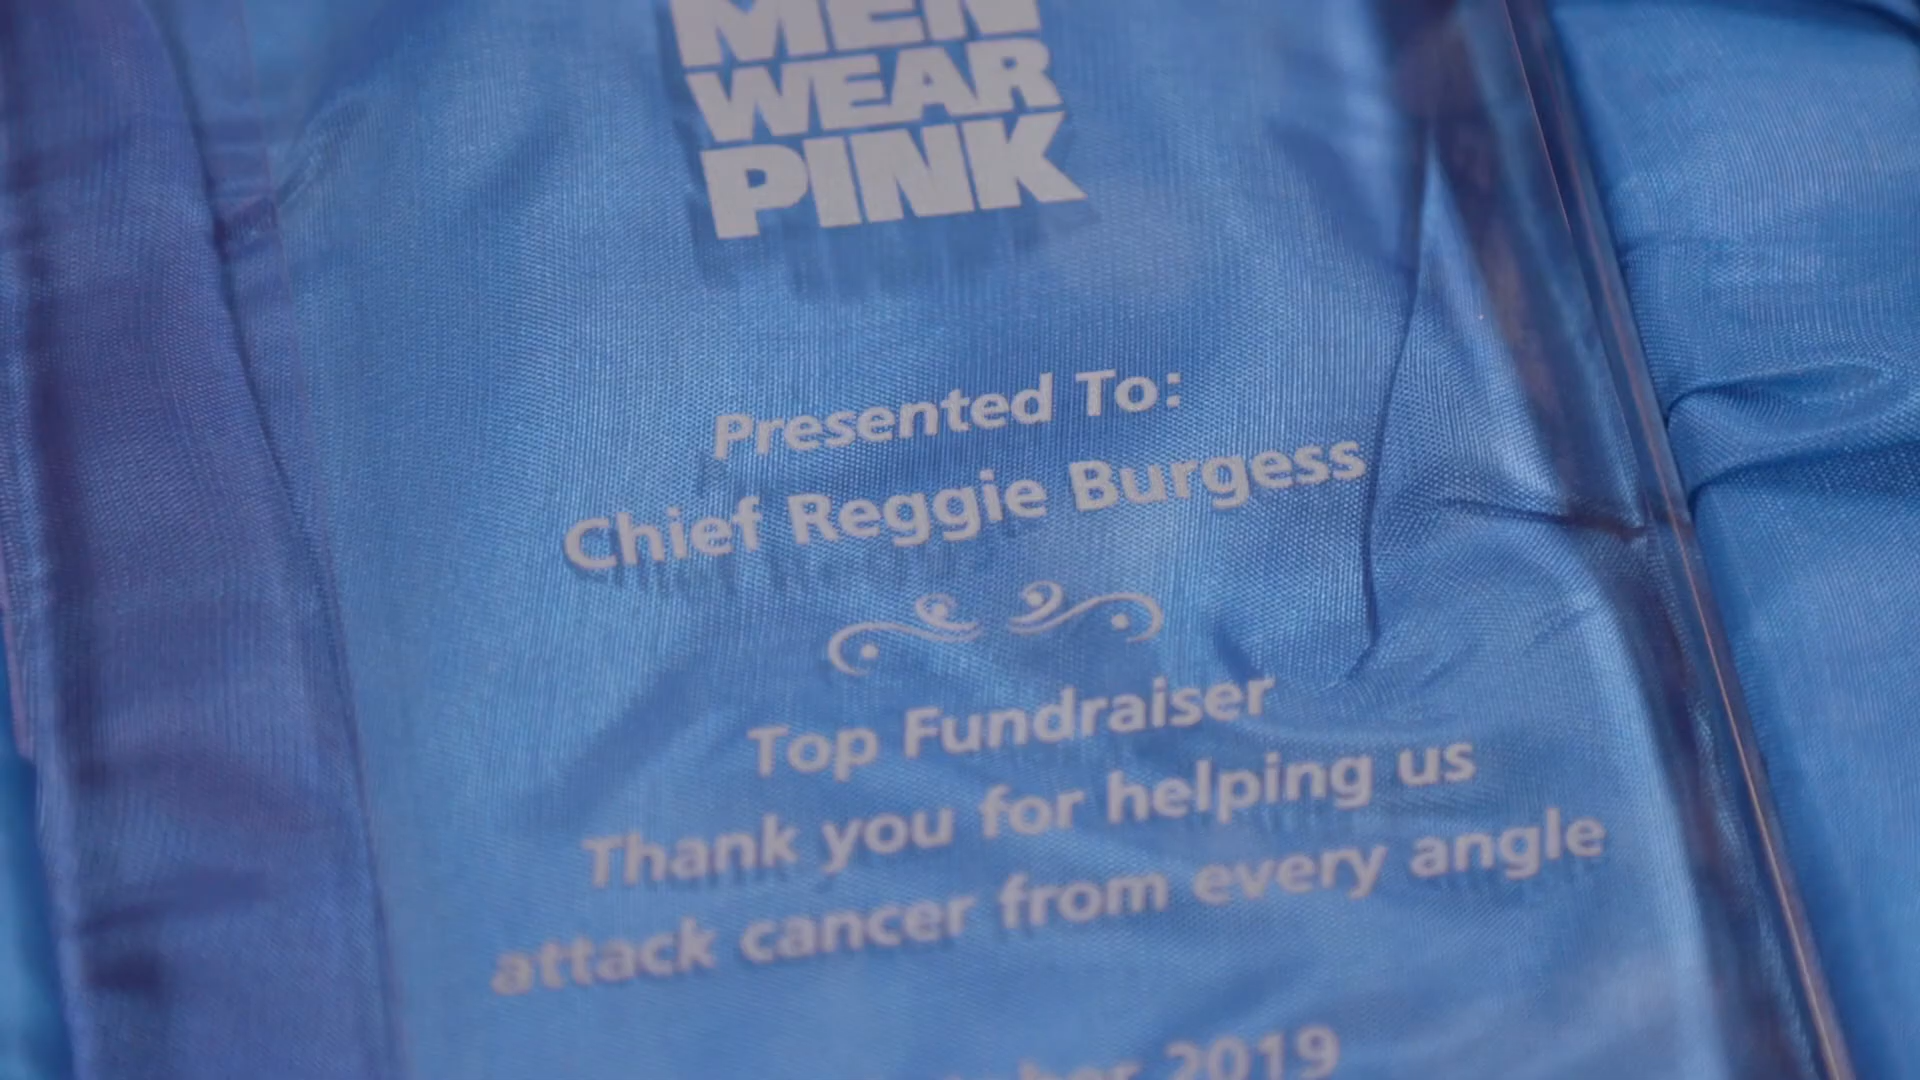 MEN
WEAR
PINK
Presented To:
Chief Reggie Burgess
Top Fundraiser
Thank you for helping us
attack cancer from every angle
2019